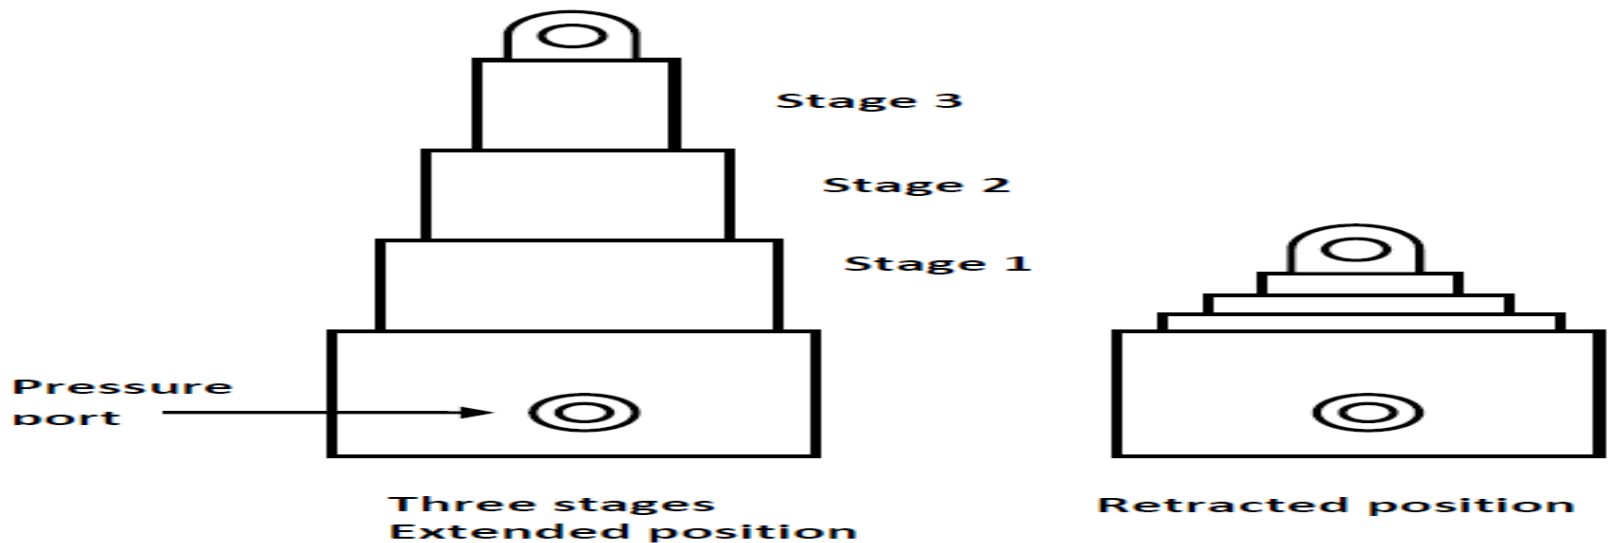 Stage 3
Stage 2
Stage 1
Pressure
port
Three stages
Extended position
Retracted position